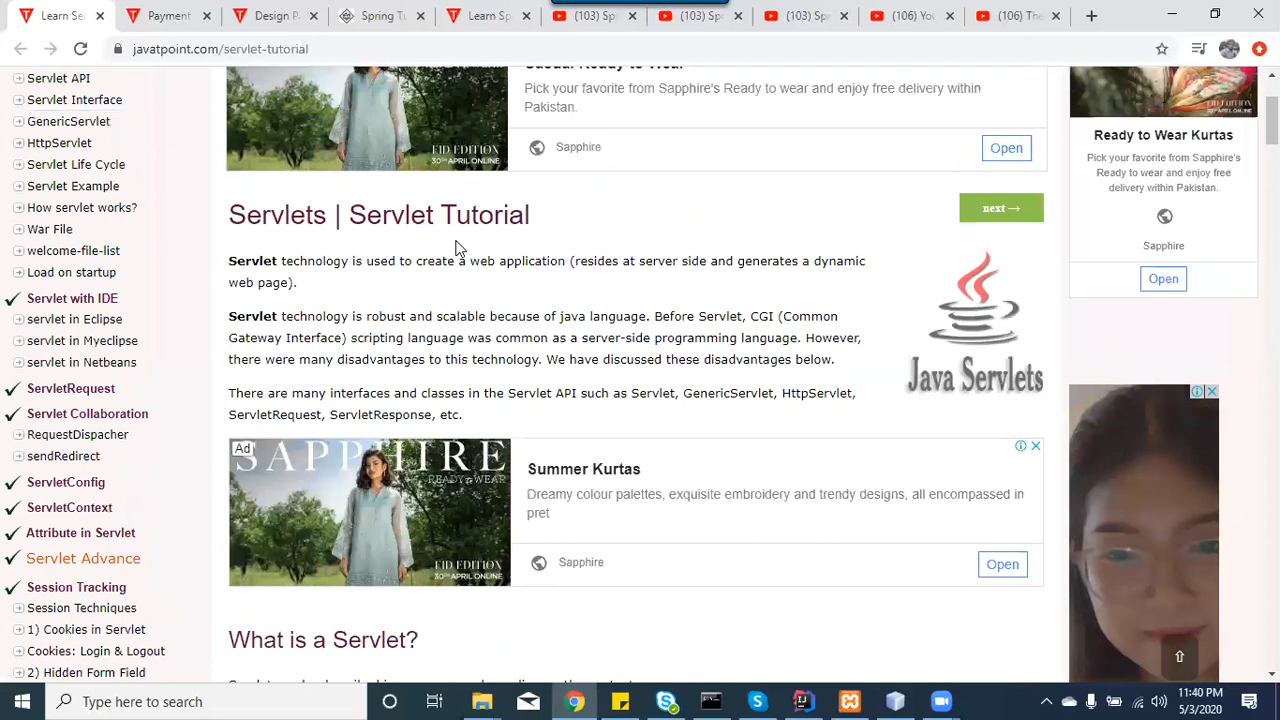 Learn Se
Payment
Design
Spring Tu
Learn Sp
(103) Sp
(103) Sp
(103) Sp
(106) You
(106) The
javatpoint.com/servlet-tutorial
Servlet API
Servlet Interface
GenericServlet
HttpServlet
Servlet Life Cycle
Servlet Example
How servlet works?
War File
welcome-file-list
Load on startup
Servlet with IDE
servlet in Eclipse
servlet in Myeclipse
servlet in Netbeans
ServletRequest
Servlet Collaboration
RequestDispacher
sendRedirect
ServletConfig
ServletContext
Attribute in Servlet
Servlet Advance
Session Tracking
Session Techniques
1) Cookies in Servlet
Cookies: Login & Logout
2) Hidden Form Field
Pick your favorite from Sapphire's Ready to wear and enjoy free delivery within
Pakistan.
EID EDITION
30TH APRIL ONLINE
Sapphire
Open
Servlets | Servlet Tutorial
next →
Servlet technology is used to create a web application (resides at server side and generates a dynamic
web page).
Servlet technology is robust and scalable because of java language. Before Servlet, CGI (Common
Gateway Interface) scripting language was common as a server-side programming language. However,
there were many disadvantages to this technology. We have discussed these disadvantages below.
There are many interfaces and classes in the Servlet API such as Servlet, GenericServlet, HttpServlet,
ServletRequest, ServletResponse, etc.
Java Servlets
Ad
SAPPHIRE
EID EDITION
30TH APRIL ONLINE
Summer Kurtas
Dreamy colour palettes, exquisite embroidery and trendy designs, all encompassed in
pret
Sapphire
Open
What is a Servlet?
EID EDITION
Ready to Wear Kurtas
Pick your favorite from Sapphire's
Ready to wear and enjoy free
delivery within Pakistan.
Sapphire
Open
Type here to search
11:40 PM
5/3/2020